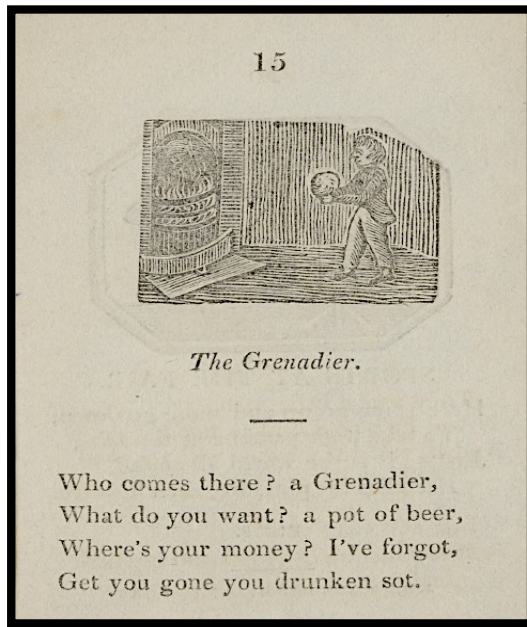 15
The Grenadier.
Who comes there? a Grenadier,
What do you want? a pot of beer,
Where's your money? I've forgot,
Get you gone you drunken sot.